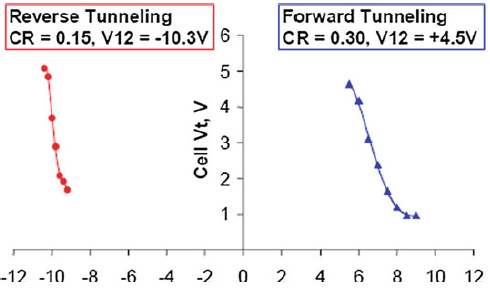 Reverse Tunneling
CR = 0.15, V12 = -10.3V
Forward Tunneling
CR = 0.30, V12 = +4.5V
Cell Vt, V
6
5
4
3
2
1
-12 -10 -8 -6 -4 -2 0 2 4 6 8 10 12